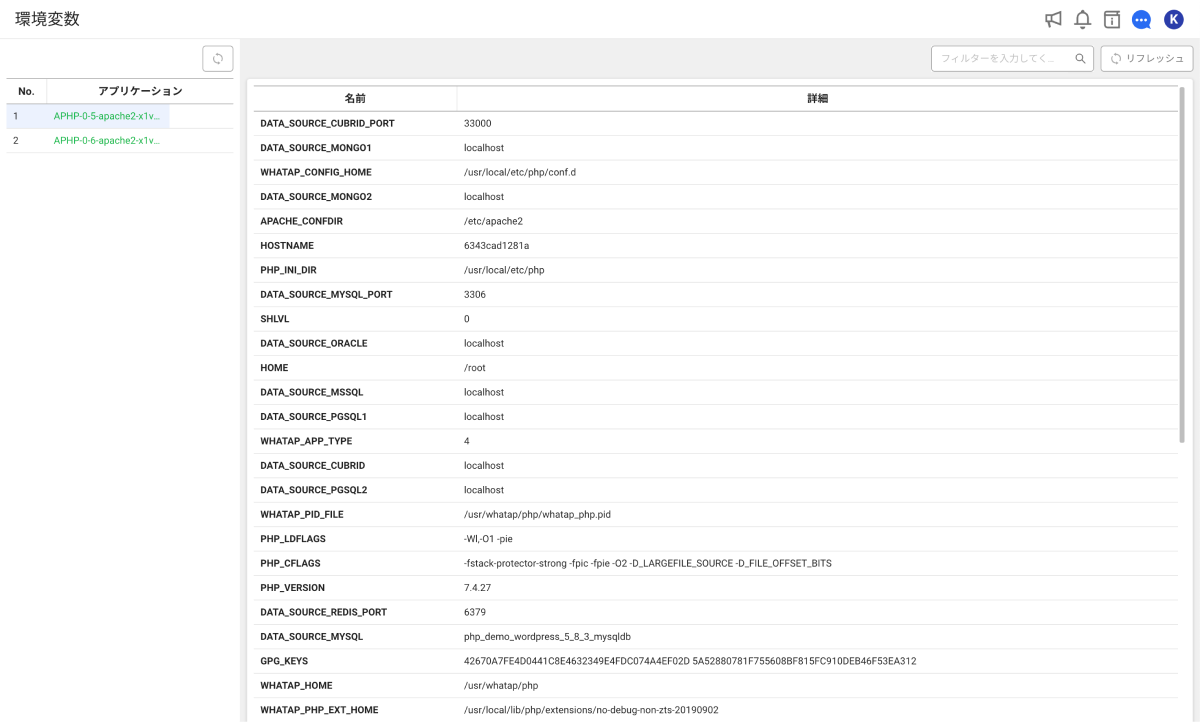 環境変数
K
フィルターを入力してく...
リフレッシュ
No. アプリケーション
1 APHP-0-5-apache2-x1v...
2 APHP-0-6-apache2-x1v...
名前 詳細
DATA_SOURCE_CUBRID_PORT 33000
DATA_SOURCE_MONGO1 localhost
WHATAP_CONFIG_HOME /usr/local/etc/php/conf.d
DATA_SOURCE_MONGO2 localhost
APACHE_CONFDIR /etc/apache2
HOSTNAME 6343cad1281a
PHP_INI_DIR /usr/local/etc/php
DATA_SOURCE_MYSQL_PORT 3306
SHLVL 0
DATA_SOURCE_ORACLE localhost
HOME /root
DATA_SOURCE_MSSQL localhost
DATA_SOURCE_PGSQL1 localhost
WHATAP_APP_TYPE 4
DATA_SOURCE_CUBRID localhost
DATA_SOURCE_PGSQL2 localhost
WHATAP_PID_FILE /usr/whatap/php/whatap_php.pid
PHP_LDFLAGS -Wl,-O1 -pie
PHP_CFLAGS -fstack-protector-strong -fpic -fpie -O2 -D_LARGEFILE_SOURCE -D_FILE_OFFSET_BITS
PHP_VERSION 7.4.27
DATA_SOURCE_REDIS_PORT 6379
DATA_SOURCE_MYSQL php_demo_wordpress_5_8_3_mysqldb
GPG_KEYS 42670A7FE4D0441C8E4632349E4FDC074A4EF02D 5A52880781F755608BF815FC910DEB46F53EA312
WHATAP_HOME /usr/whatap/php
WHATAP_PHP_EXT_HOME /usr/local/lib/php/extensions/no-debug-non-zts-20190902